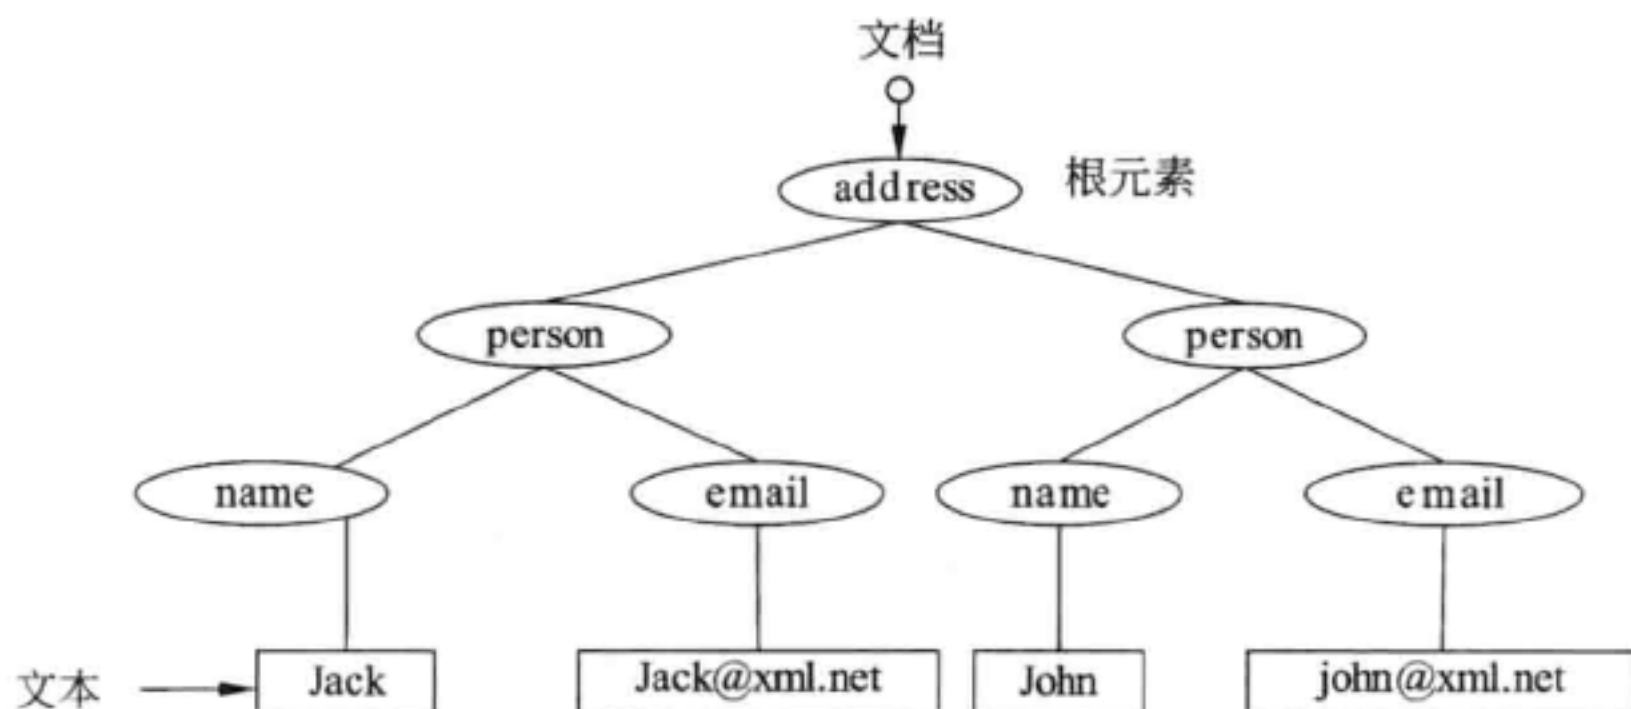 文档
address
根元素
person
person
name
email
name
email
文本
Jack
Jack@xml.net
John
john@xml.net